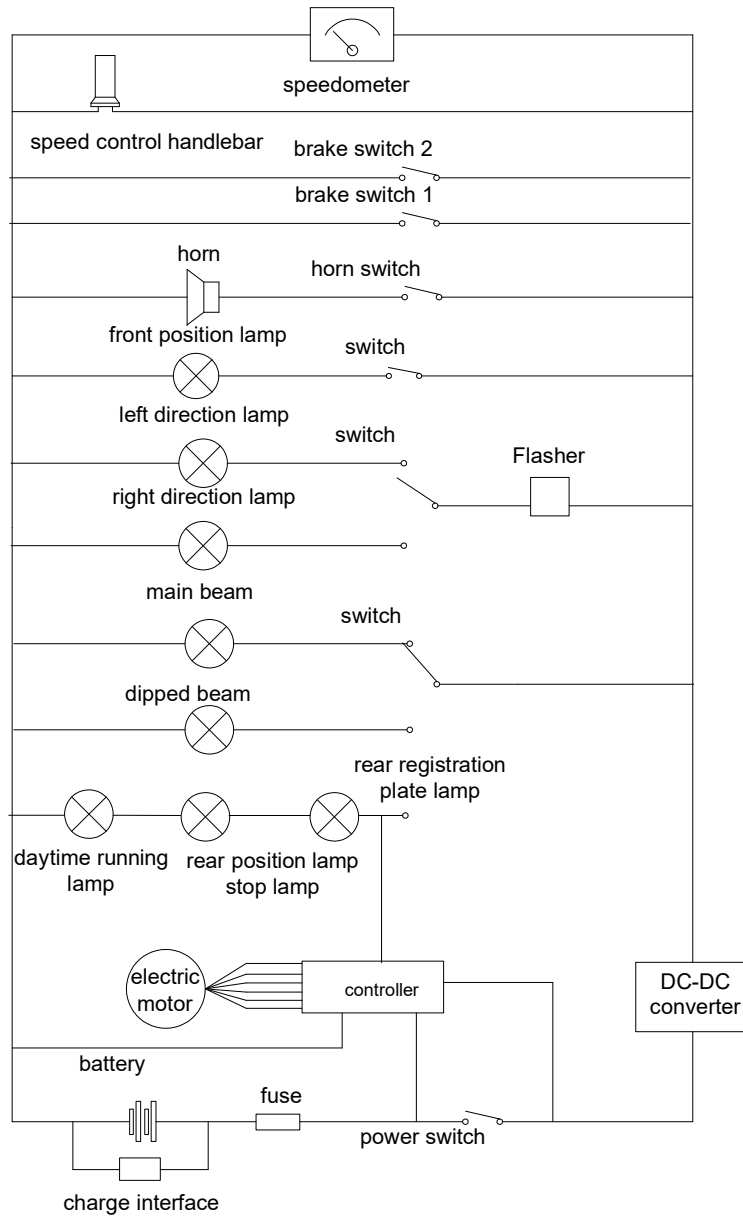 speedometer
speed control handlebar
brake switch 2
brake switch 1
horn
horn switch
front position lamp
switch
left direction lamp
switch
Flasher
right direction lamp
main beam
switch
dipped beam
rear registration
plate lamp
daytime running
lamp
rear position lamp
stop lamp
electric
motor
controller
DC-DC
converter
battery
fuse
power switch
charge interface